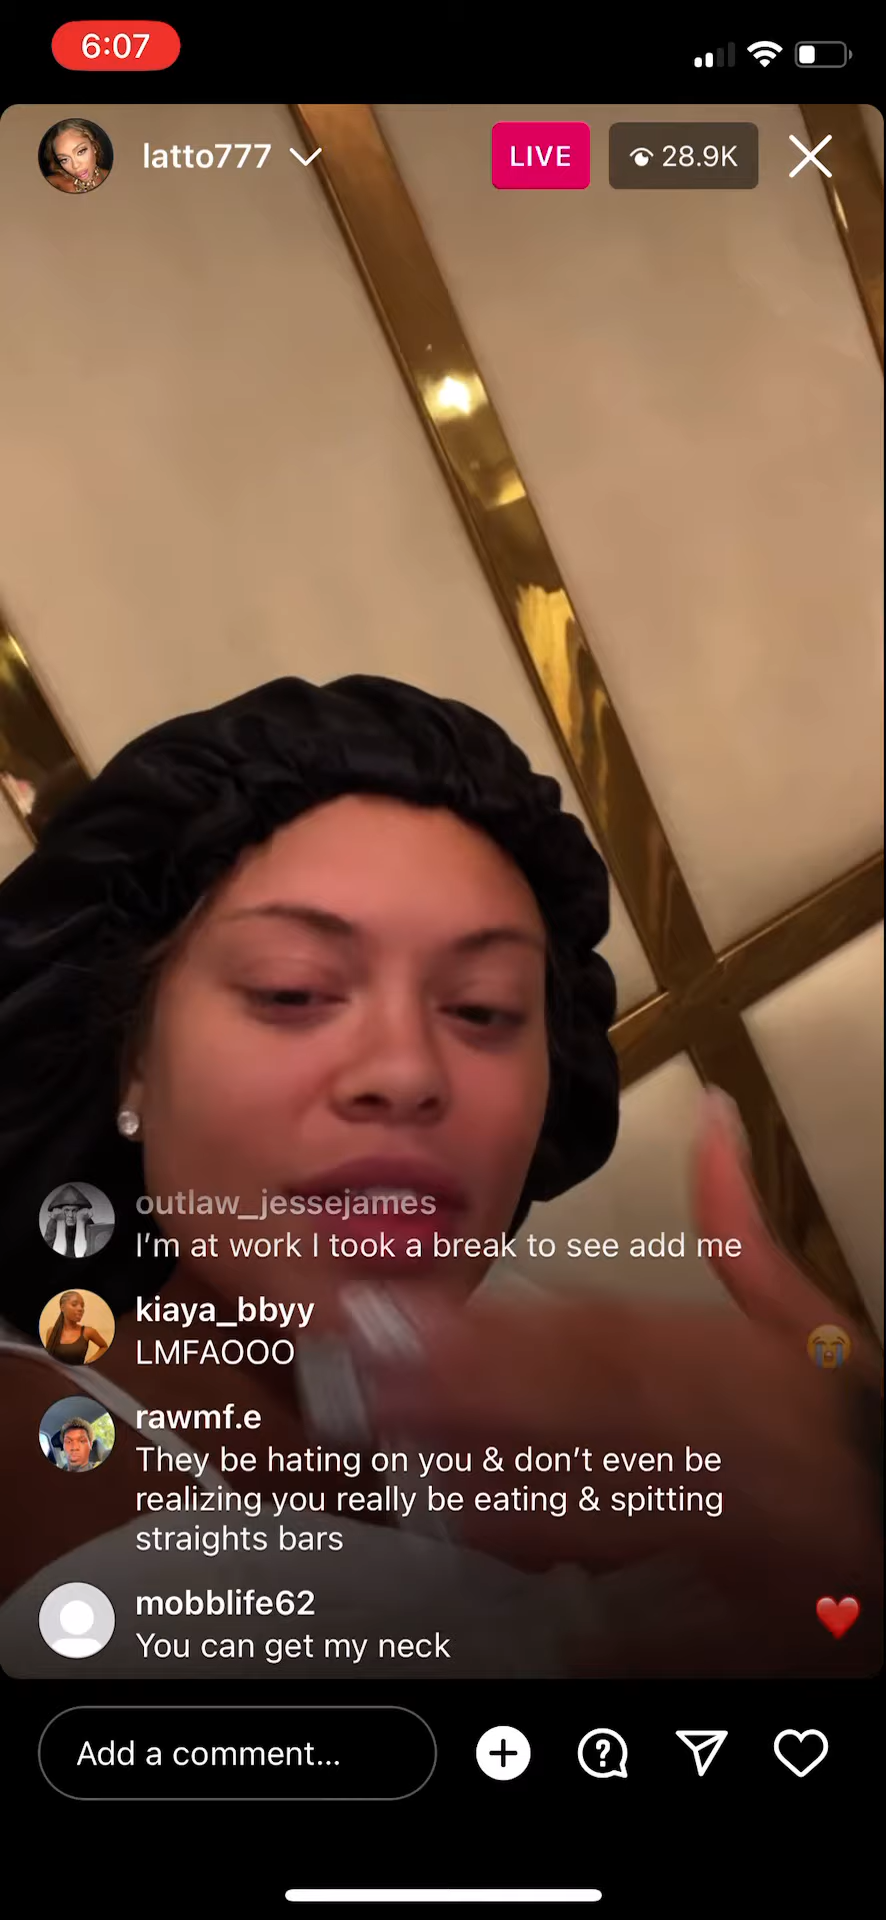 6:07
latto777
LIVE
28.9K
outlaw_jessejames
I’m at work I took a break to see add me
kiaya_bbyy
LMFAOOO
rawmf.e
They be hating on you & don’t even be
realizing you really be eating & spitting
straights bars
mobblife62
You can get my neck
Add a comment...